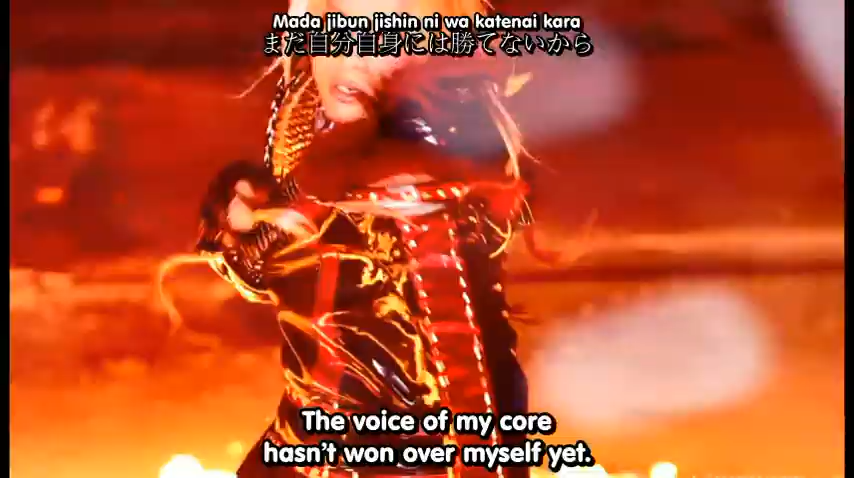 Mada jibun jishin ni wa katenai kara
まだ自分自身には勝てないから
The voice of my core
hasn't won over myself yet.